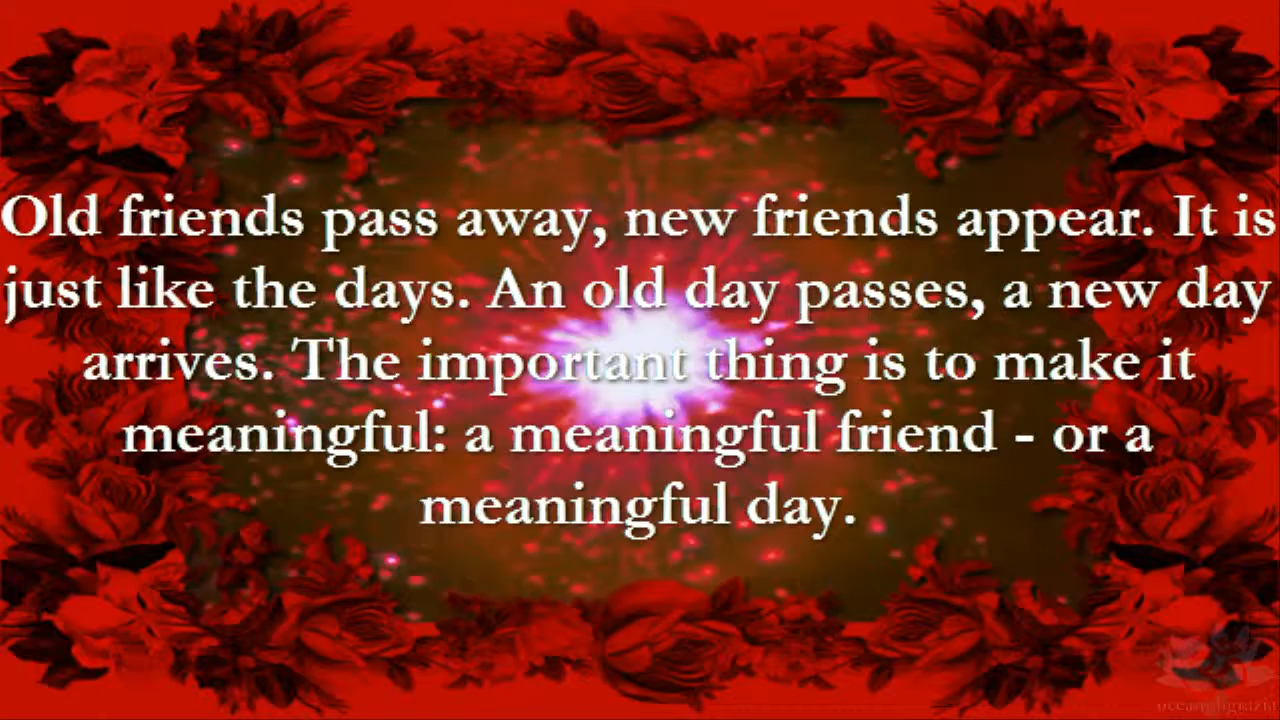 Old friends pass away, new friends appear. It is
just like the days. An old day passes, a new day
arrives. The important thing is to make it
meaningful: a meaningful friend - or a
meaningful day.